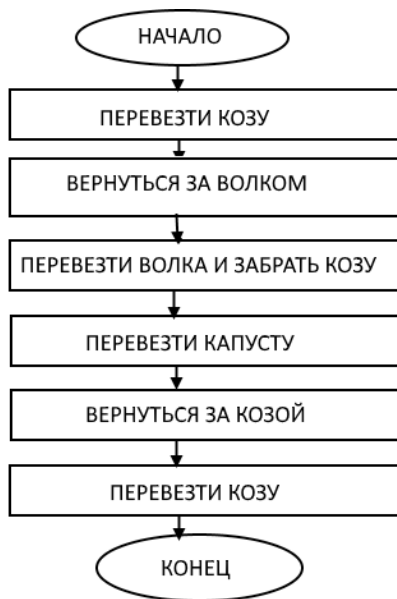 НАЧАЛО
ПЕРЕВЕЗТИ КОЗУ
ВЕРНУТЬСЯ ЗА ВОЛКОМ
ПЕРЕВЕЗТИ ВОЛКА И ЗАБРАТЬ КОЗУ
ПЕРЕВЕЗТИ КАПУСТУ
ВЕРНУТЬСЯ ЗА КОЗОЙ
ПЕРЕВЕЗТИ КОЗУ
КОНЕЦ